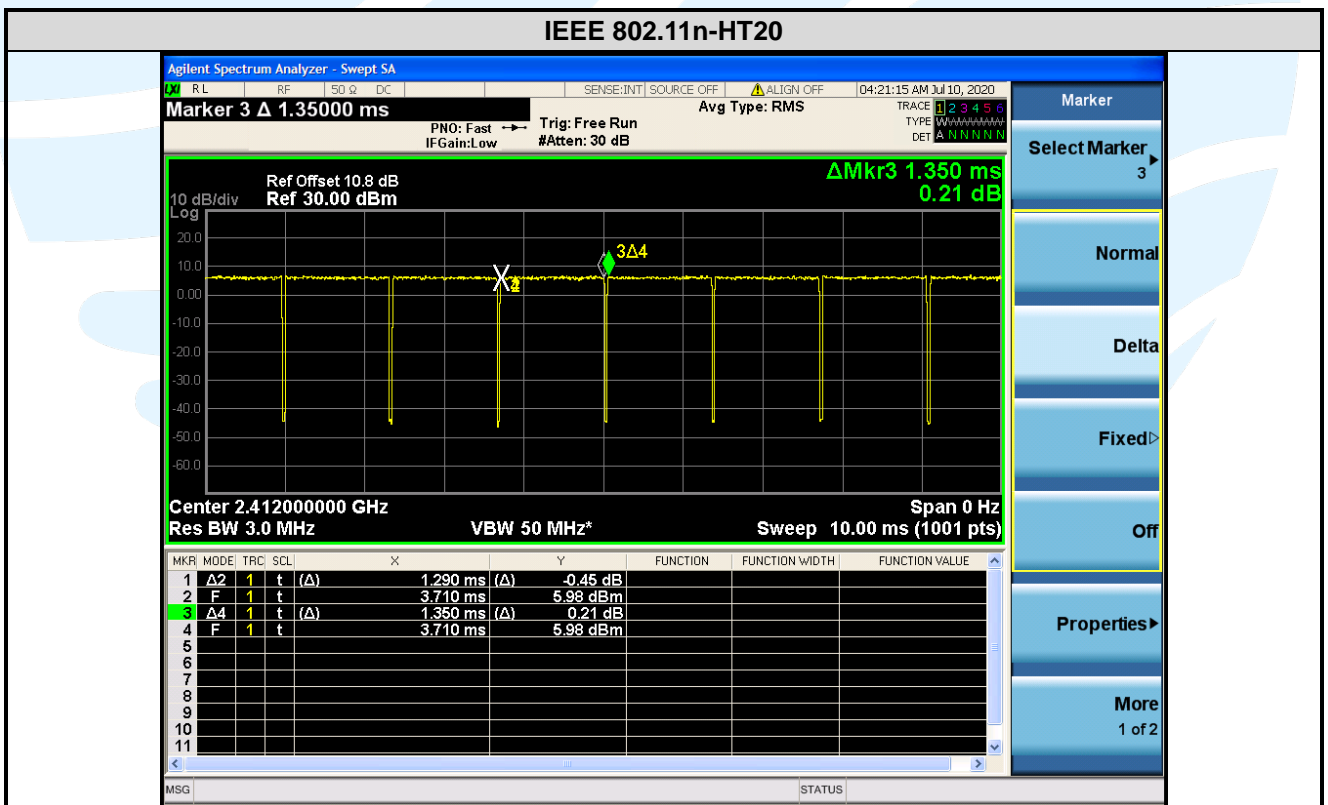 IEEE 802.11n-HT20
Agilent Spectrum Analyzer - Swept SA
LXI RL RF 50 Ω DC SENSE:INT SOURCE OFF ALIGN OFF 04:21:15 AM Jul 10, 2020
Marker 3 Δ 1.35000 ms
PNO: Fast
IFGain:Low
Trig: Free Run
#Atten: 30 dB
Avg Type: RMS
TRACE 1 2 3 4 5 6
TYPE WWWWWW
DET A N N N N N
ΔMkr3 1.350 ms
0.21 dB
Ref Offset 10.8 dB
10 dB/div Ref 30.00 dBm
Log
20.0
10.0
0.00
-10.0
-20.0
-30.0
-40.0
-50.0
-60.0
3Δ4
Center 2.412000000 GHz Span 0 Hz
Res BW 3.0 MHz VBW 50 MHz* Sweep 10.00 ms (1001 pts)
MKR MODE TRC SCL X Y FUNCTION FUNCTION WIDTH FUNCTION VALUE
1 Δ2 1 t (Δ) 1.290 ms (Δ) -0.45 dB
2 F 1 t 3.710 ms 5.98 dBm
3 Δ4 1 t (Δ) 1.350 ms (Δ) 0.21 dB
4 F 1 t 3.710 ms 5.98 dBm
5
6
7
8
9
10
11
MSG STATUS
Marker
Select Marker
3
Normal
Delta
Fixed
Off
Properties
More
1 of 2